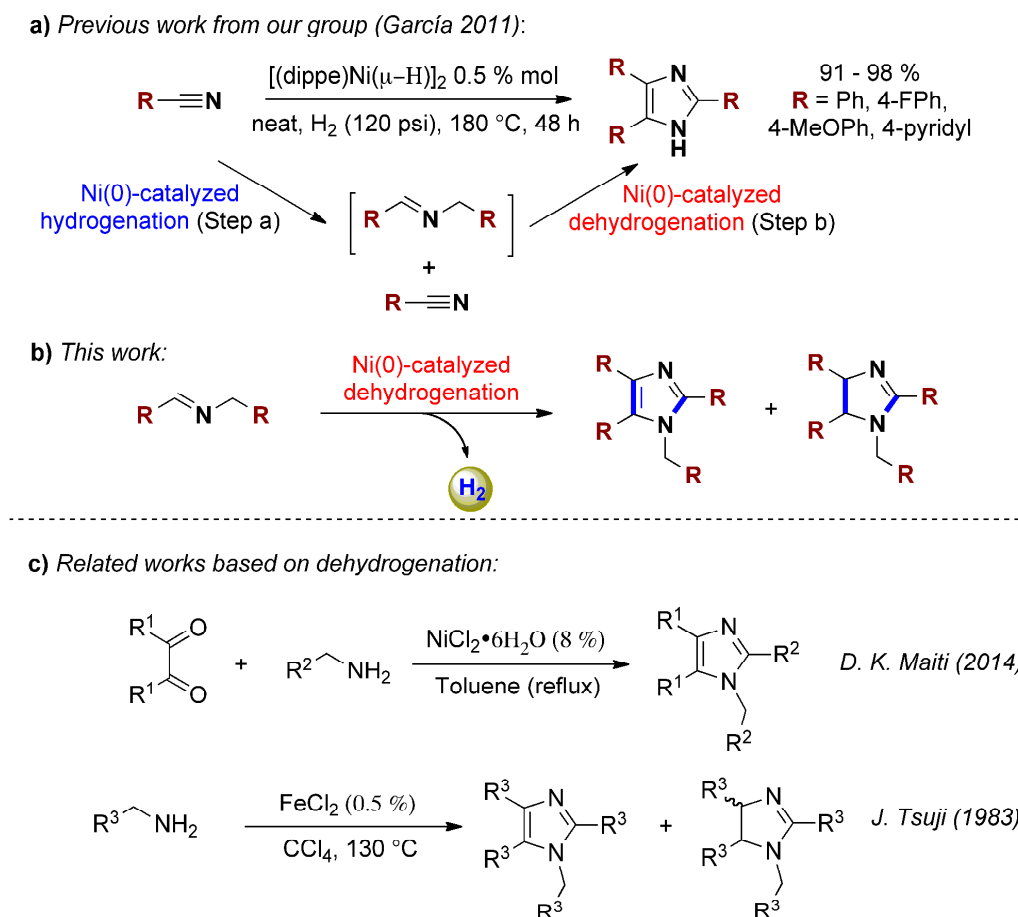 a) Previous work from our group (García 2011):
[(dippe)Ni(μ–H)]2 0.5 % mol
neat, H2 (120 psi), 180 °C, 48 h
R N
R N R R N H
91 - 98 %
R = Ph, 4-FPh,
4-MeOPh, 4-pyridyl
Ni(0)-catalyzed
hydrogenation (Step a)
R N R
+
R N
Ni(0)-catalyzed
dehydrogenation (Step b)
b) This work:
R N R
Ni(0)-catalyzed
dehydrogenation
H2
R N R R N R
+
R N R R N R
c) Related works based on dehydrogenation:
R1 O
R1 O
+
R2 NH2
NiCl2•6H2O (8 %)
Toluene (reflux)
R1 N R2 R1 N R2
D. K. Maiti (2014)
R3 NH2
FeCl2 (0.5 %)
CCl4, 130 °C
R3 N R3 R3 N R3
+
R3 N R3 R3 N R3
J. Tsuji (1983)